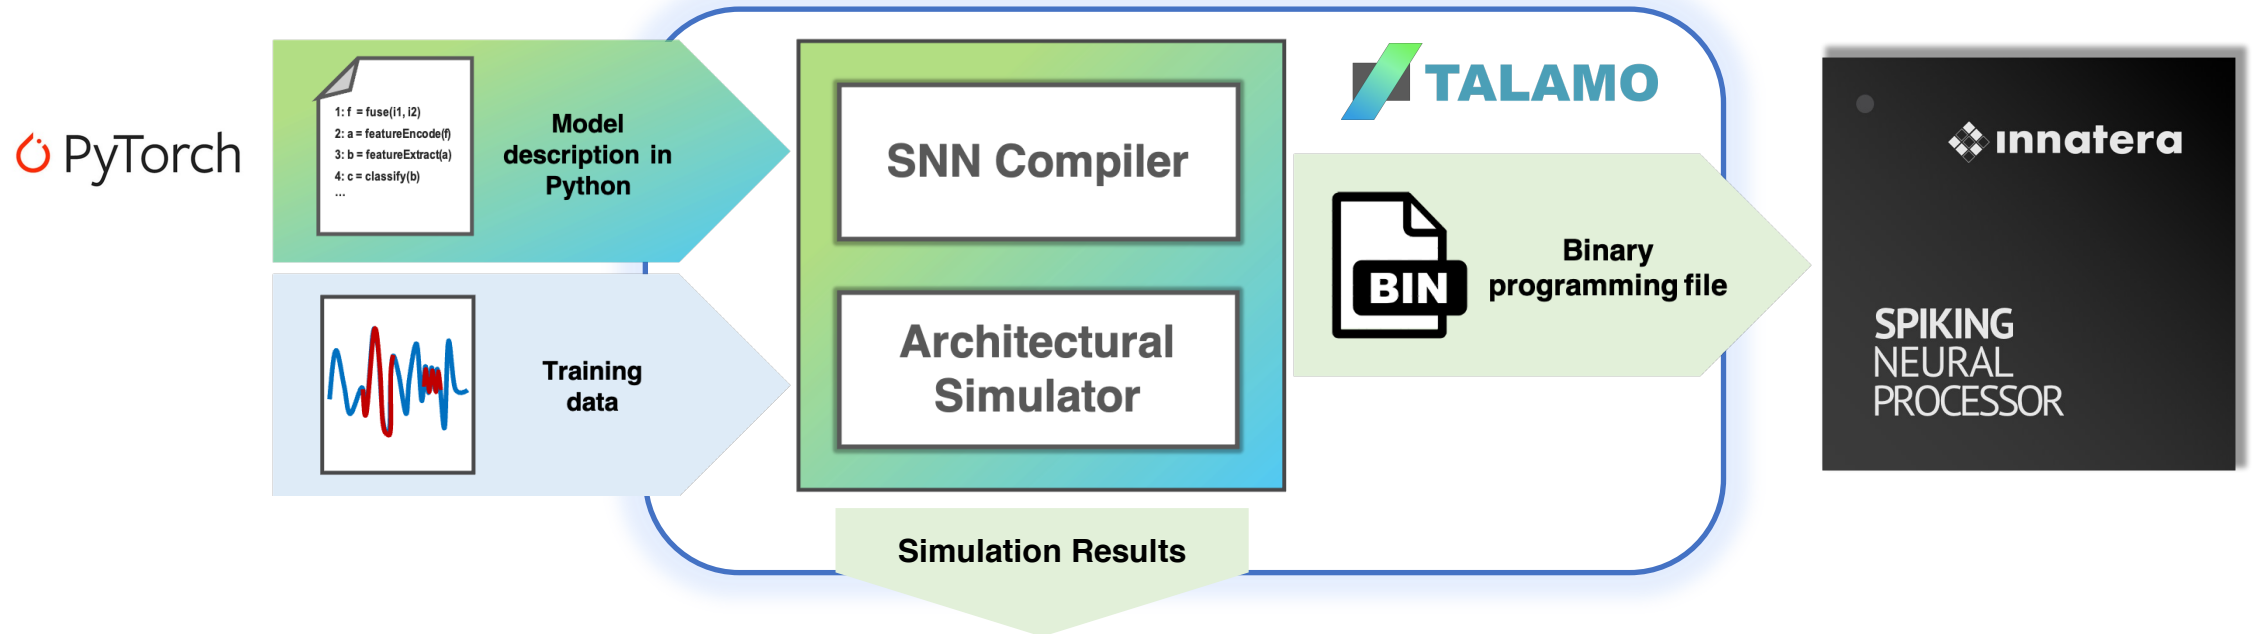 PyTorch
1: f = fuse(i1, i2)
2: a = featureEncode(f)
3: b = featureExtract(a)
4: c = classify(b)
...
Model
description in
Python
Training
data
SNN Compiler
Architectural
Simulator
Simulation Results
TALAMO
BIN
Binary
programming file
innatera
SPIKING
NEURAL
PROCESSOR